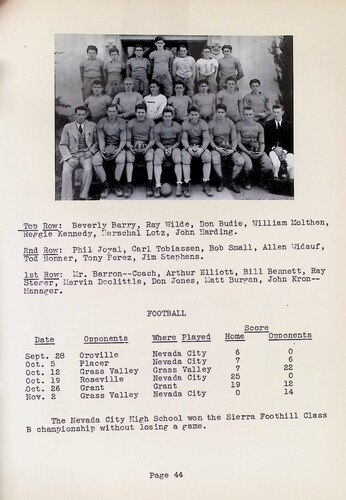 Top Row: Beverly Barry, Ray Wilde, Don Budie, William Molthen,
Reggie Kennedy, Herschal Lotz, John Harding.
2nd Row: Phil Joyal, Carl Tobiassen, Bob Small, Allen Widauf,
Tod Bonner, Tony Perez, Jim Stephens.
1st Row: Mr. Barron--Coach, Arthur Elliott, Bill Bennett, Ray
Steger, Mervin Doolittle, Don Jones, Matt Burgan, John Kron--
Manager.
FOOTBALL
Score
Date Opponents Where Played Home Opponents
Sept. 28 Oroville Nevada City 6 0
Oct. 5 Placer Nevada City 7 6
Oct. 12 Grass Valley Grass Valley 7 22
Oct. 19 Roseville Nevada City 25 0
Oct. 26 Grant Grant 19 12
Nov. 2 Grass Valley Nevada City 0 14
The Nevada City High School won the Sierra Foothill Class
B championship without losing a game.
Page 44